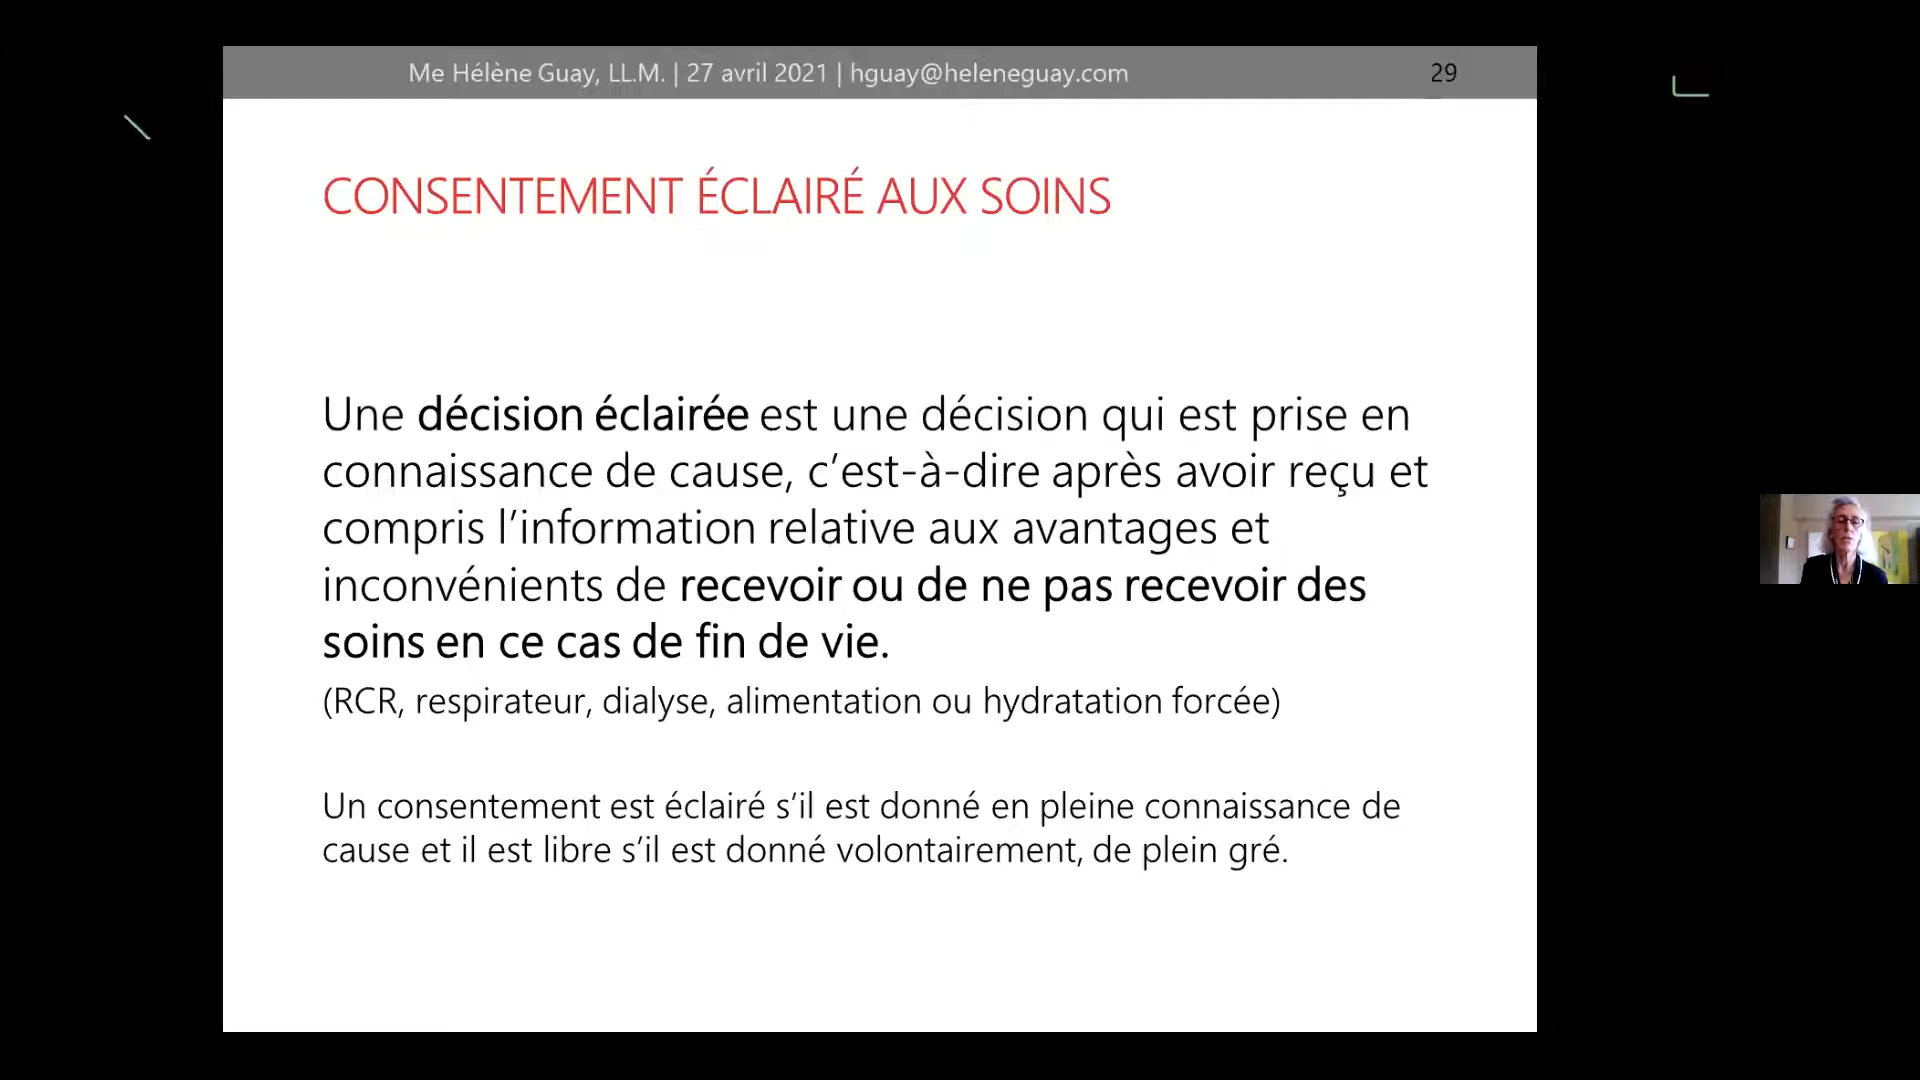 Me Hélène Guay, LL.M. | 27 avril 2021 | hguay@heleneguay.com 29
CONSENTEMENT ÉCLAIRÉ AUX SOINS
Une décision éclairée est une décision qui est prise en
connaissance de cause, c’est-à-dire après avoir reçu et
compris l’information relative aux avantages et
inconvénients de recevoir ou de ne pas recevoir des
soins en ce cas de fin de vie.
(RCR, respirateur, dialyse, alimentation ou hydratation forcée)
Un consentement est éclairé s’il est donné en pleine connaissance de
cause et il est libre s’il est donné volontairement, de plein gré.